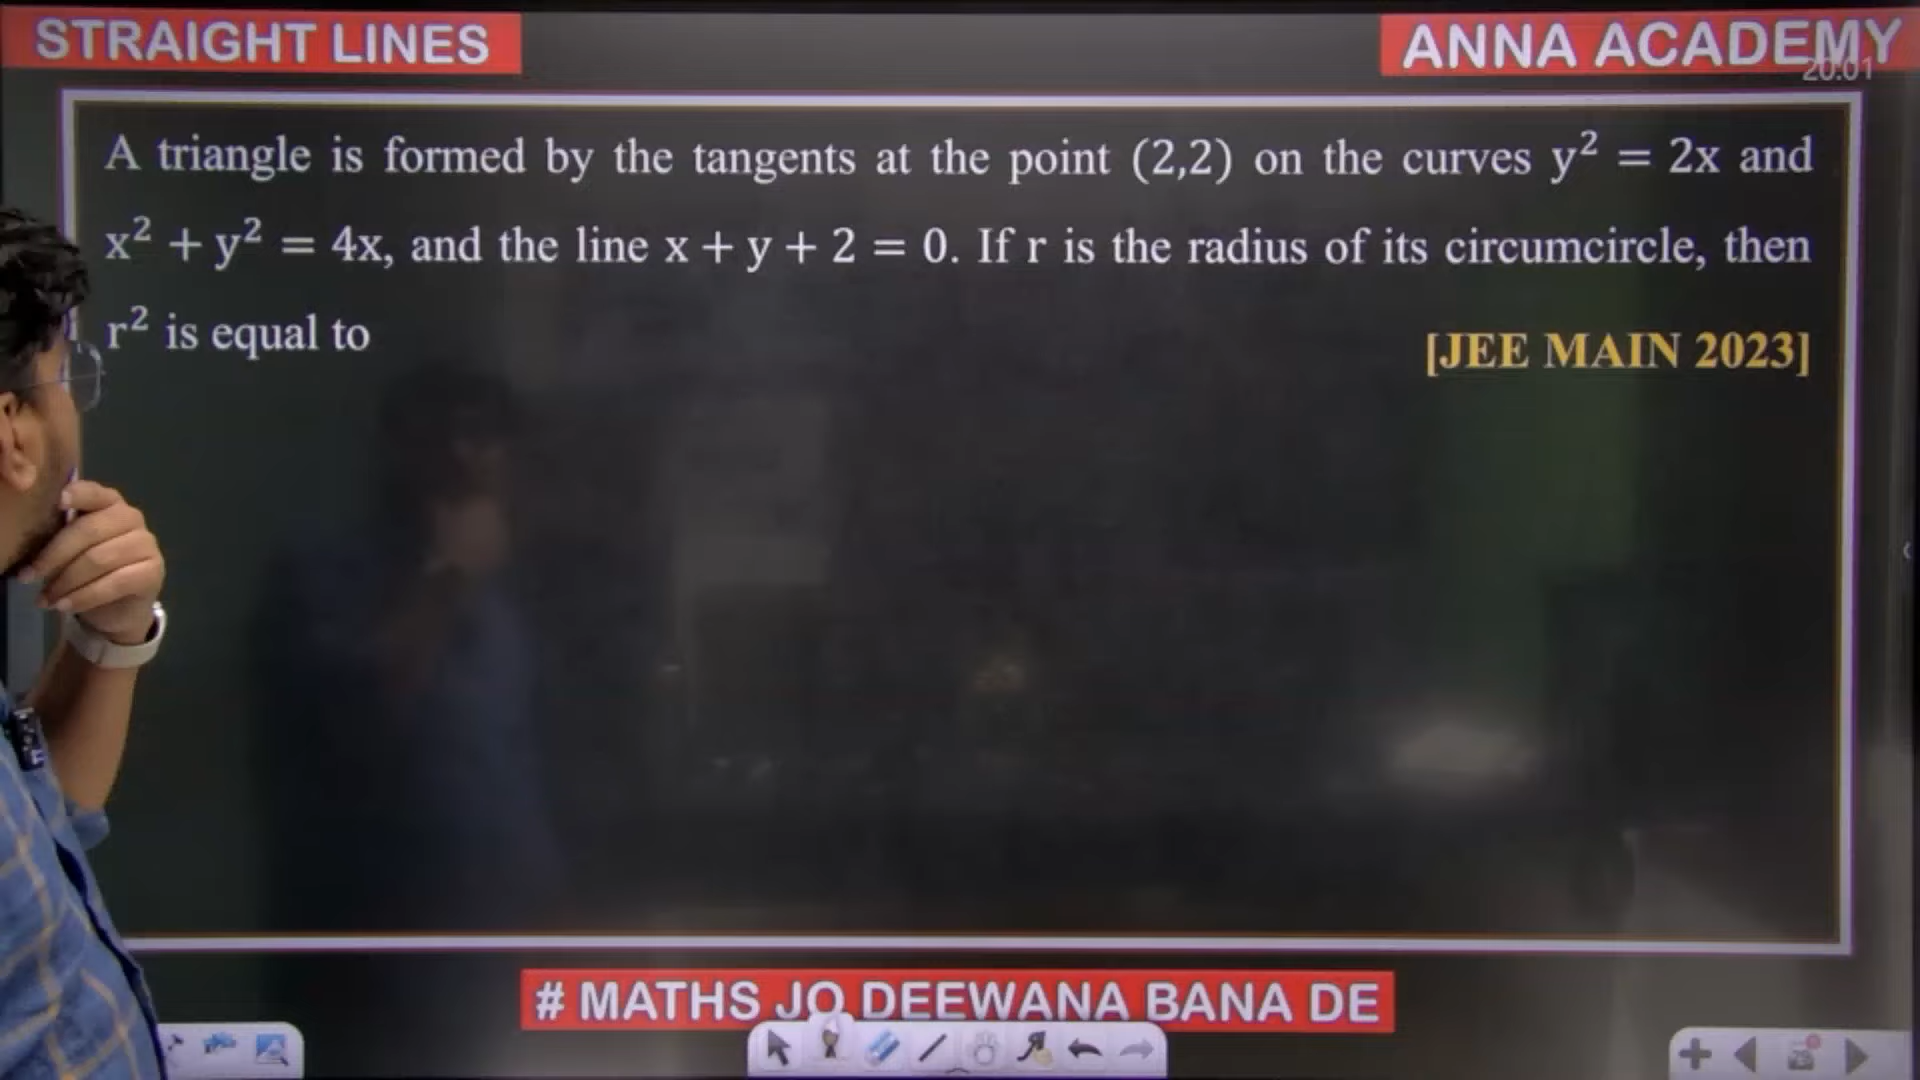 STRAIGHT LINES
ANNA ACADEMY
20:01
A triangle is formed by the tangents at the point (2,2) on the curves y² = 2x and
x² + y² = 4x, and the line x + y + 2 = 0. If r is the radius of its circumcircle, then
r² is equal to
[JEE MAIN 2023]
# MATHS JO DEEWANA BANA DE